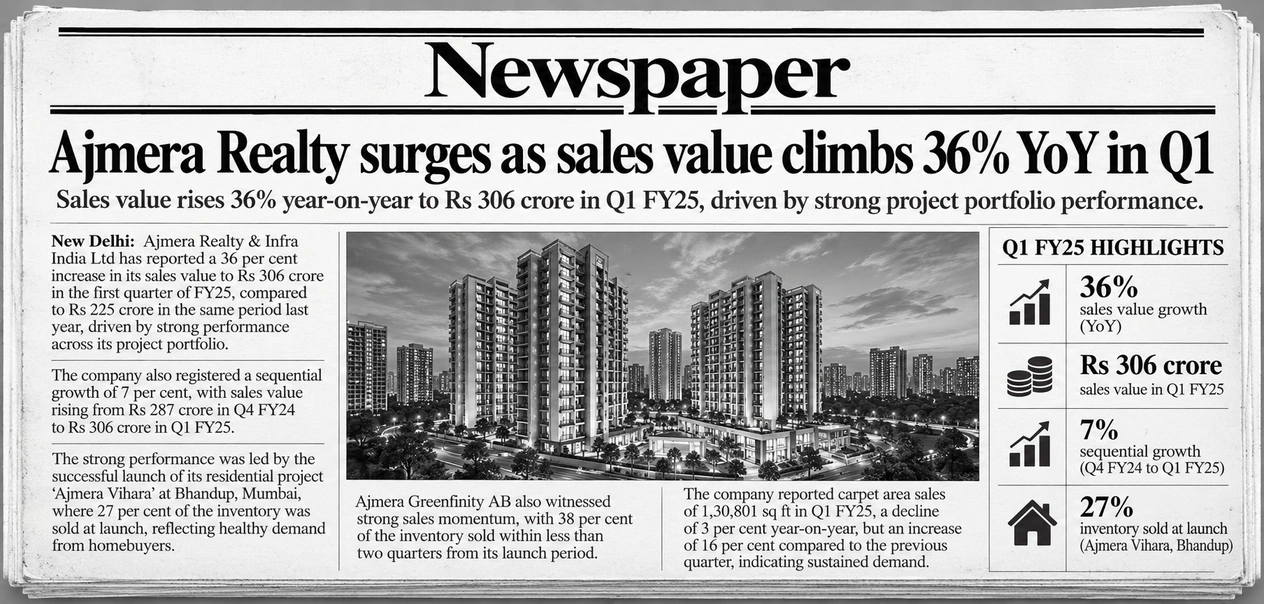 Newspaper
Ajmera Realty surges as sales value climbs 36% YoY in Q1
Sales value rises 36% year-on-year to Rs 306 crore in Q1 FY25, driven by strong project portfolio performance.
New Delhi: Ajmera Realty & Infra
India Ltd has reported a 36 per cent
increase in its sales value to Rs 306 crore
in the first quarter of FY25, compared
to Rs 225 crore in the same period last
year, driven by strong performance
across its project portfolio.
The company also registered a sequential
growth of 7 per cent, with sales value
rising from Rs 287 crore in Q4 FY24
to Rs 306 crore in Q1 FY25.
The strong performance was led by the
successful launch of its residential project
‘Ajmera Vihara’ at Bhandup, Mumbai,
where 27 per cent of the inventory was
sold at launch, reflecting healthy demand
from homebuyers.
Ajmera Greenfinity AB also witnessed
strong sales momentum, with 38 per cent
of the inventory sold within less than
two quarters from its launch period.
The company reported carpet area sales
of 1,30,801 sq ft in Q1 FY25, a decline
of 3 per cent year-on-year, but an increase
of 16 per cent compared to the previous
quarter, indicating sustained demand.
Q1 FY25 HIGHLIGHTS
36%
sales value growth
(YoY)
Rs 306 crore
sales value in Q1 FY25
7%
sequential growth
(Q4 FY24 to Q1 FY25)
27%
inventory sold at launch
(Ajmera Vihara, Bhandup)